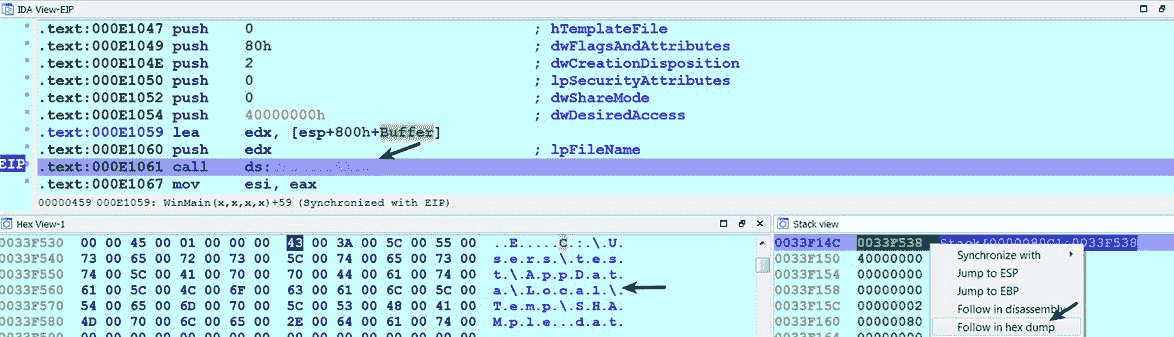 IDA View-EIP
.text:000E1047 push 0 ; hTemplateFile
.text:000E1049 push 80h ; dwFlagsAndAttributes
.text:000E104E push 2 ; dwCreationDisposition
.text:000E1050 push 0 ; lpSecurityAttributes
.text:000E1052 push 0 ; dwShareMode
.text:000E1054 push 40000000h ; dwDesiredAccess
.text:000E1059 lea edx, [esp+800h+Buffer]
.text:000E1060 push edx ; lpFileName
EIP .text:000E1061 call ds:
.text:000E1067 mov esi, eax
00000459 000E1059: WinMain(x,x,x,x)+59 (Synchronized with EIP)
Hex View-1
0033F530 00 00 45 00 01 00 00 00 43 00 3A 00 5C 00 55 00 ..E.....C.:.\.U.
0033F540 73 00 65 00 72 00 73 00 5C 00 74 00 65 00 73 00 s.e.r.s.\.t.e.s.
0033F550 74 00 5C 00 41 00 70 00 70 00 44 00 61 00 74 00 t.\.A.p.p.D.a.t.
0033F560 61 00 5C 00 4C 00 6F 00 63 00 61 00 6C 00 5C 00 a.\.L.o.c.a.l.\.
0033F570 54 00 65 00 6D 00 70 00 5C 00 53 00 48 00 41 00 T.e.m.p.\.S.H.A.
0033F580 4D 00 70 00 6C 00 65 00 2E 00 64 00 61 00 74 00 M.p.l.e...d.a.t.
Stack view
0033F14C 0033F538
0033F150 40000000
0033F154 00000000
0033F158 00000000
0033F15C 00000002
0033F160 00000080
Synchronize with
Jump to ESP
Jump to EBP
Follow in disassembly
Follow in hex dump